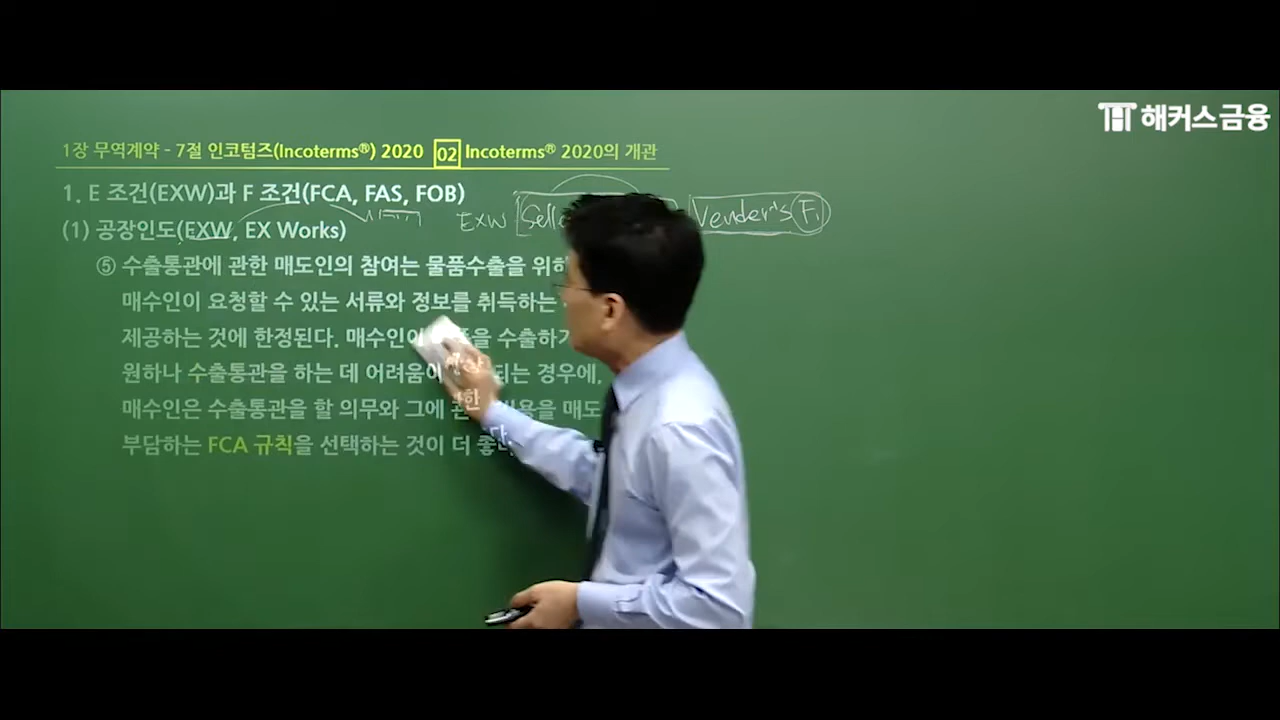 해커스금융
1장 무역계약 - 7절 인코텀즈(Incoterms®) 2020 02 Incoterms® 2020의 개관
1. E 조건(EXW)과 F 조건(FCA, FAS, FOB)
EXW Selle Vender's F
(1) 공장인도(EXW, EX Works)
⑤ 수출통관에 관한 매도인의 참여는 물품수출을 위해
매수인이 요청할 수 있는 서류와 정보를 취득하는
제공하는 것에 한정된다. 매수인이 을 수출하기
원하나 수출통관을 하는 데 어려움이 예상되는 경우에,
매수인은 수출통관을 할 의무와 그에 관한 비용을 매도
부담하는 FCA 규칙을 선택하는 것이 더 좋다.